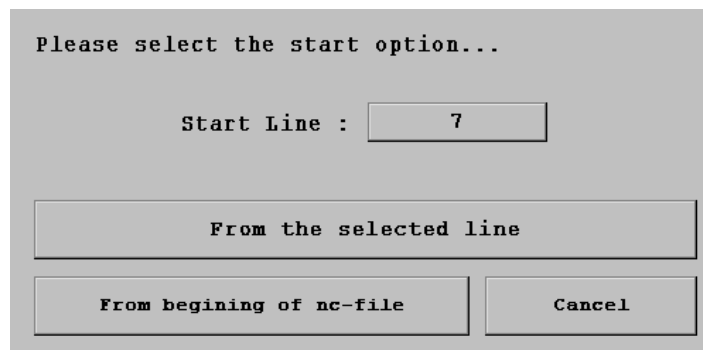 Please select the start option...
Start Line : 7
From the selected line
From begining of nc-file Cancel